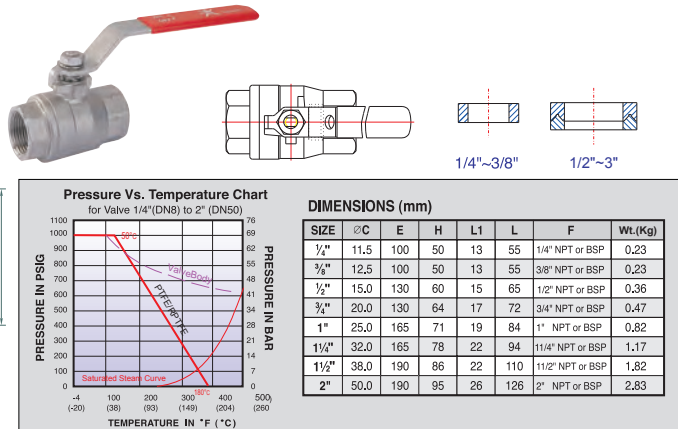 1/4"~3/8"
1/2"~3"
Pressure Vs. Temperature Chart
for Valve 1/4"(DN8) to 2" (DN50)
PRESSURE IN PSIG
1100
1000
900
800
700
600
500
400
300
200
100
0
76
69
62
55
48
41
34
28
21
14
7
0
PRESSURE IN BAR
50°C
ValveBody
PTFE/RPTFE
Saturated Steam Curve
180°C
-4 100 200 300 400 500
(-20) (38) (93) (149) (204) (260
TEMPERATURE IN °F (°C)
DIMENSIONS (mm)
SIZE ∅C E H L1 L F Wt.(Kg)
1/4" 11.5 100 50 13 55 1/4" NPT or BSP 0.23
3/8" 12.5 100 50 13 55 3/8" NPT or BSP 0.23
1/2" 15.0 130 60 15 65 1/2" NPT or BSP 0.36
3/4" 20.0 130 64 17 72 3/4" NPT or BSP 0.47
1" 25.0 165 71 19 84 1" NPT or BSP 0.82
11/4" 32.0 165 78 22 94 11/4" NPT or BSP 1.17
11/2" 38.0 190 86 22 110 11/2" NPT or BSP 1.82
2" 50.0 190 95 26 126 2" NPT or BSP 2.83